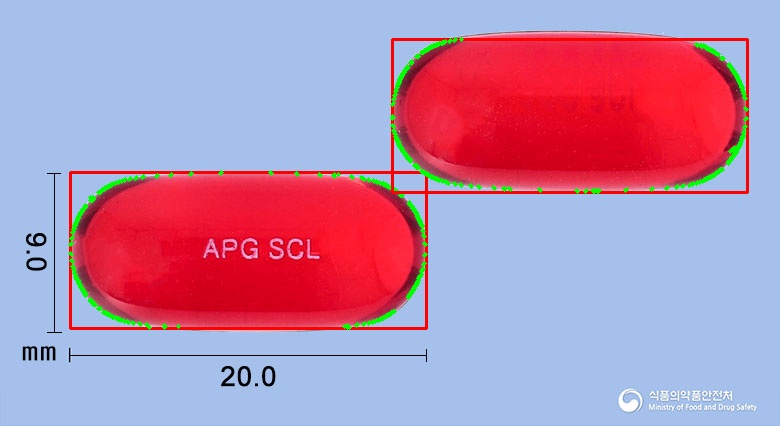 APG SCL
9.0
mm
20.0
식품의약품안전처
Ministry of Food and Drug Safety